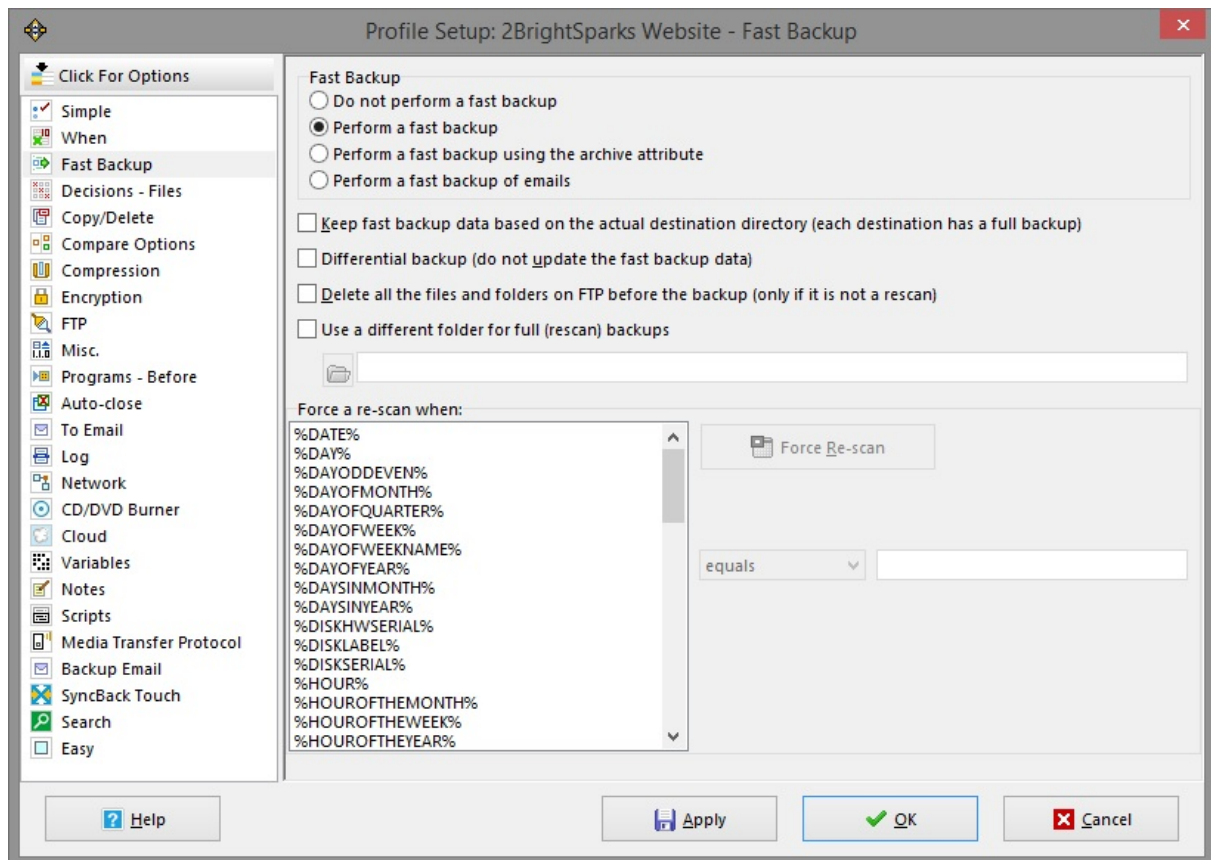 Profile Setup: 2BrightSparks Website - Fast Backup
Click For Options
Simple
When
Fast Backup
Decisions - Files
Copy/Delete
Compare Options
Compression
Encryption
FTP
Misc.
Programs - Before
Auto-close
To Email
Log
Network
CD/DVD Burner
Cloud
Variables
Notes
Scripts
Media Transfer Protocol
Backup Email
SyncBack Touch
Search
Easy
Fast Backup
Do not perform a fast backup
Perform a fast backup
Perform a fast backup using the archive attribute
Perform a fast backup of emails
Keep fast backup data based on the actual destination directory (each destination has a full backup)
Differential backup (do not update the fast backup data)
Delete all the files and folders on FTP before the backup (only if it is not a rescan)
Use a different folder for full (rescan) backups
Force a re-scan when:
%DATE%
%DAY%
%DAYODDEVEN%
%DAYOFMONTH%
%DAYOFQUARTER%
%DAYOFWEEK%
%DAYOFWEEKNAME%
%DAYOFYEAR%
%DAYSINMONTH%
%DAYSINYEAR%
%DISKHWSERIAL%
%DISKLABEL%
%DISKSERIAL%
%HOUR%
%HOUROFTHEMONTH%
%HOUROFTHEWEEK%
%HOUROFTHEYEAR%
Force Re-scan
equals
Help
Apply
OK
Cancel